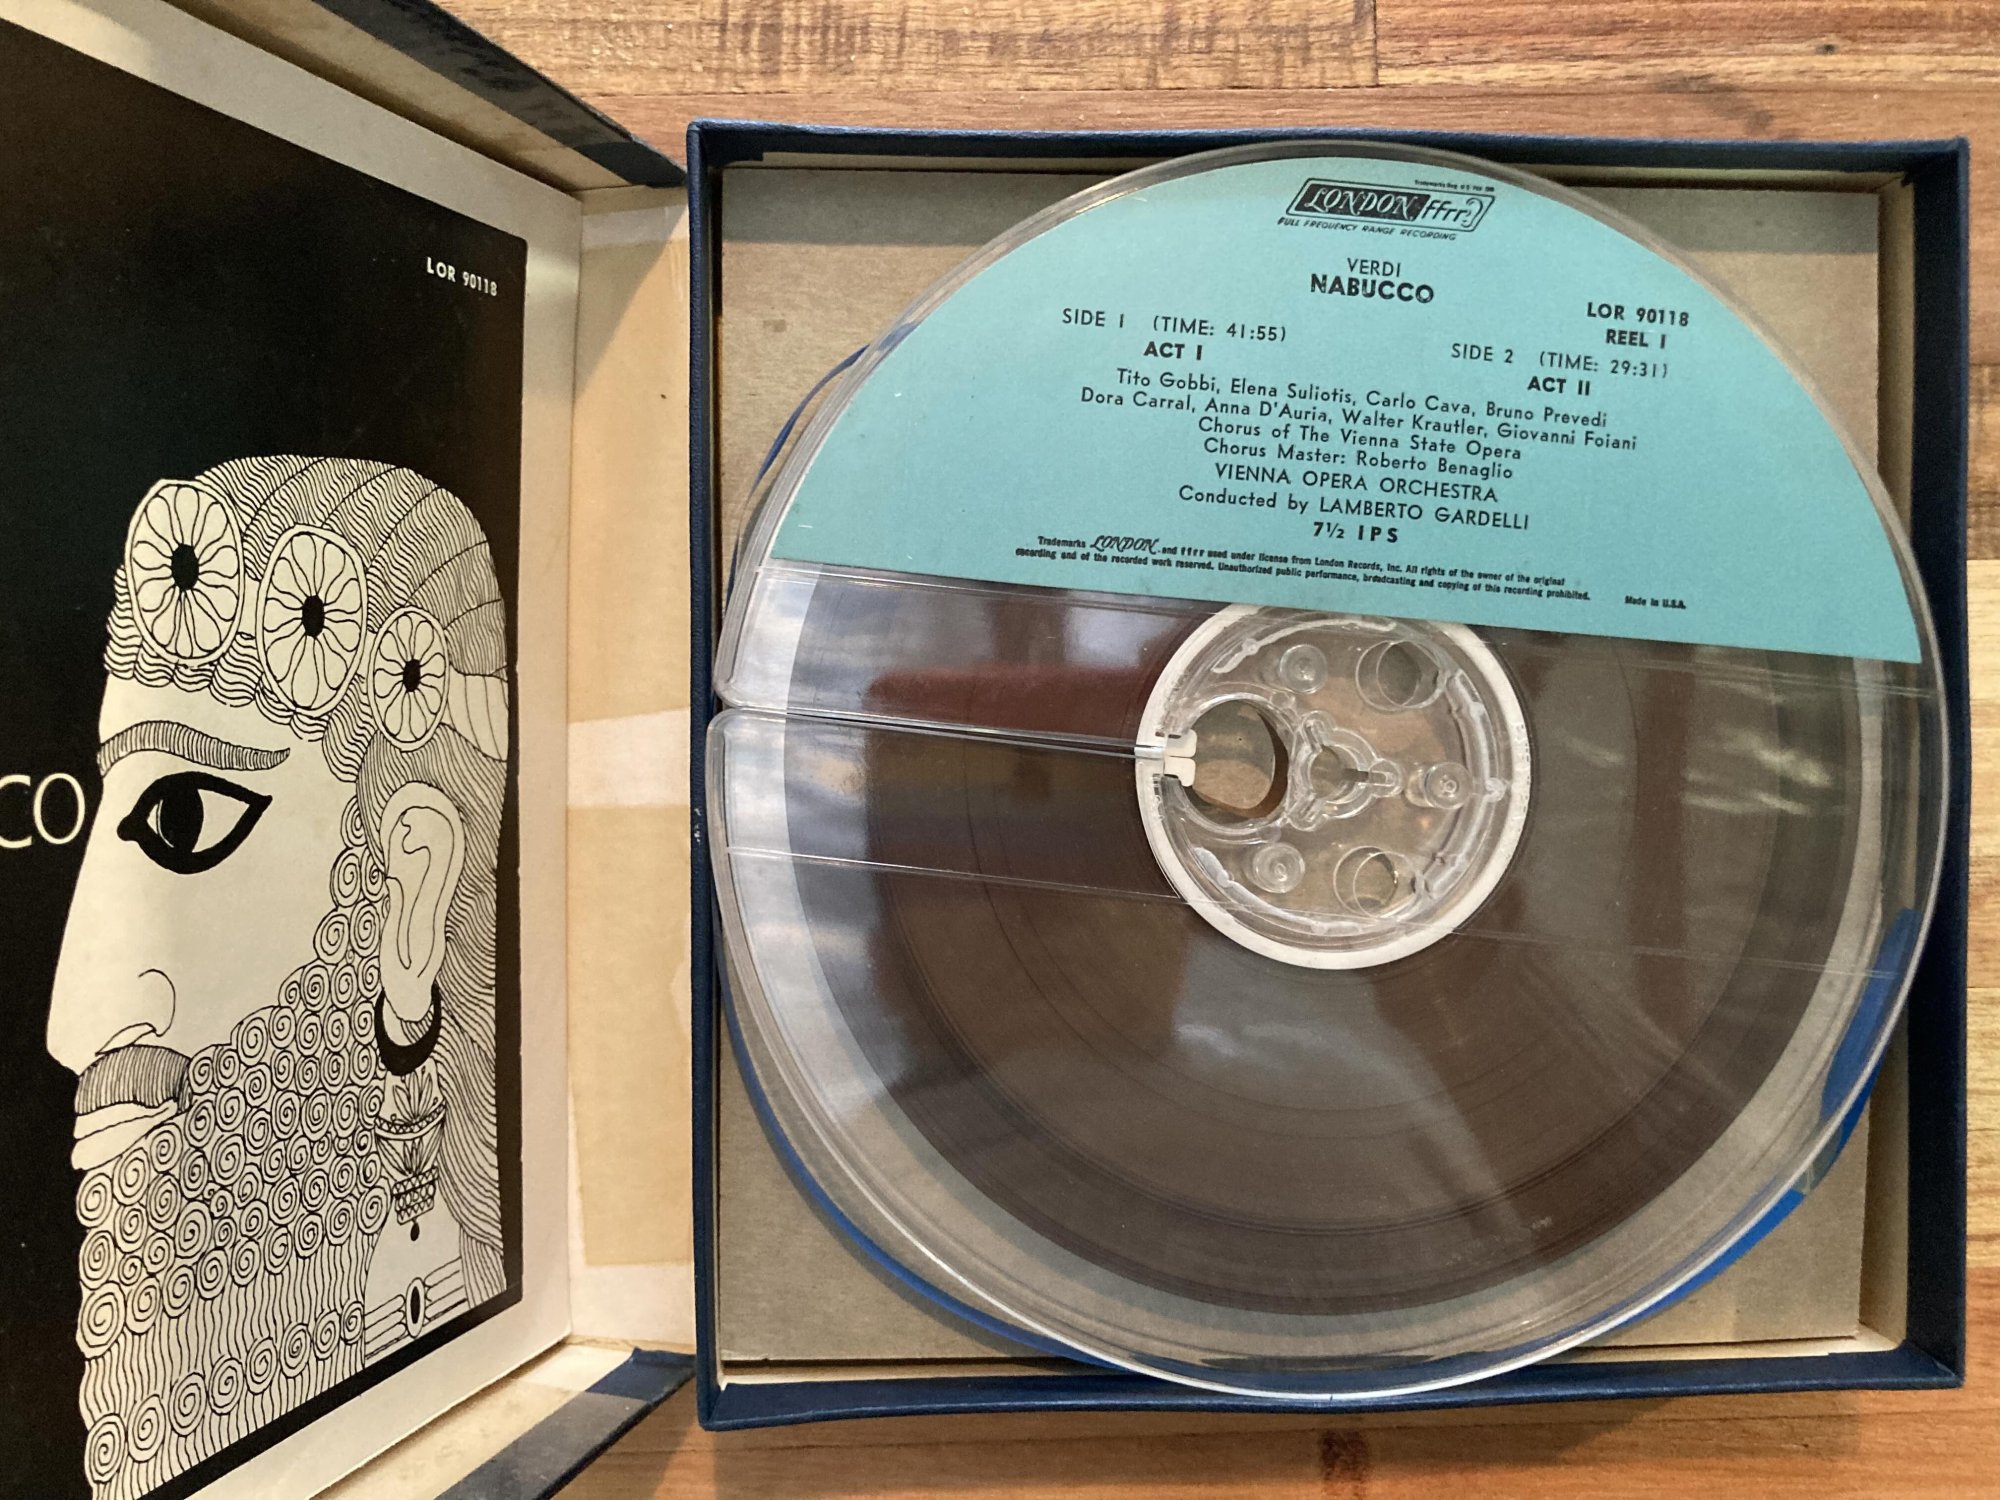 LOR 90118
CO
Trademarks Reg. U S PAT. OFF.
LONDON ffrr
FULL FREQUENCY RANGE RECORDING
VERDI
NABUCCO
LOR 90118
REEL I
SIDE I (TIME: 41:55)
ACT I
SIDE 2 (TIME: 29:31)
ACT II
Tito Gobbi, Elena Suliotis, Carlo Cava, Bruno Prevedi
Dora Carral, Anna D'Auria, Walter Krautler, Giovanni Foiani
Chorus of The Vienna State Opera
Chorus Master: Roberto Benaglio
VIENNA OPERA ORCHESTRA
Conducted by LAMBERTO GARDELLI
7½ IPS
Trademarks LONDON and ffrr used under license from London Records, Inc. All rights of the owner of the original
recording and of the recorded work reserved. Unauthorized public performance, broadcasting and copying of this recording prohibited. Made in U.S.A.